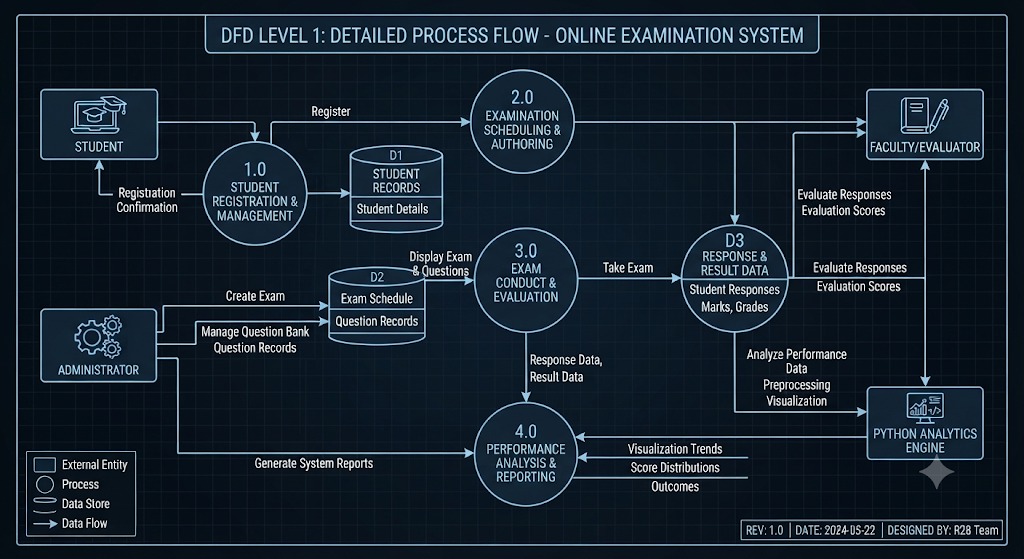 DFD LEVEL 1: DETAILED PROCESS FLOW - ONLINE EXAMINATION SYSTEM
STUDENT
Register
2.0
EXAMINATION
SCHEDULING &
AUTHORING
FACULTY/EVALUATOR
1.0
STUDENT
REGISTRATION &
MANAGEMENT
Registration
Confirmation
D1
STUDENT
RECORDS
Student Details
Evaluate Responses
Evaluation Scores
Display Exam
& Questions
3.0
EXAM
CONDUCT &
EVALUATION
Take Exam
D3
RESPONSE &
RESULT DATA
Student Responses
Marks, Grades
Evaluate Responses
Evaluation Scores
D2
Exam Schedule
Question Records
Create Exam
Manage Question Bank
Question Records
ADMINISTRATOR
Response Data,
Result Data
Analyze Performance
Data
Preprocessing
Visualization
PYTHON ANALYTICS
ENGINE
4.0
PERFORMANCE
ANALYSIS &
REPORTING
Generate System Reports
Visualization Trends
Score Distributions
Outcomes
External Entity
Process
Data Store
Data Flow
REV: 1.0 | DATE: 2024-05-22 | DESIGNED BY: R28 Team